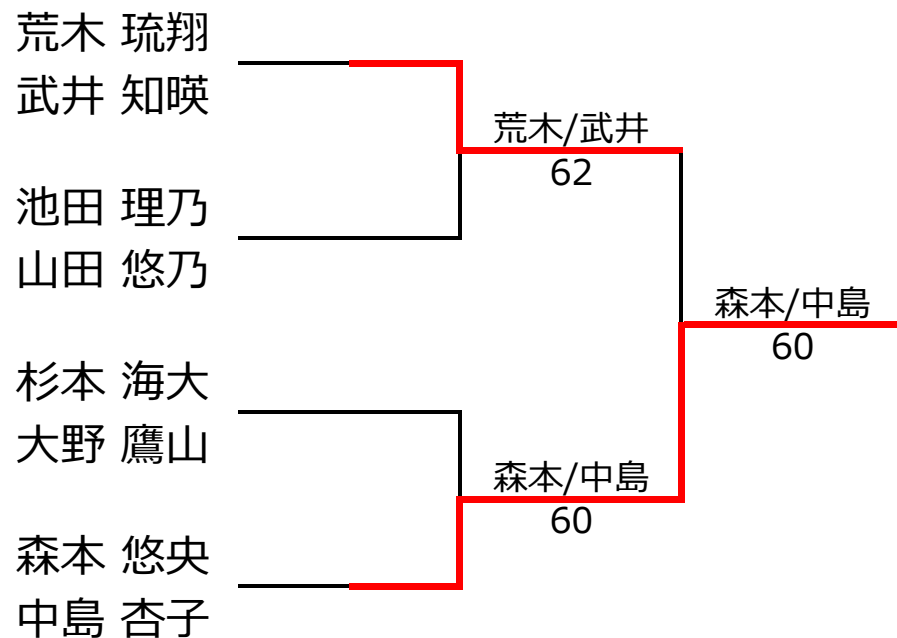 荒木 琉翔
武井 知暎
荒木/武井
62
池田 理乃
山田 悠乃
森本/中島
60
杉本 海大
大野 鷹山
森本/中島
60
森本 悠央
中島 杏子